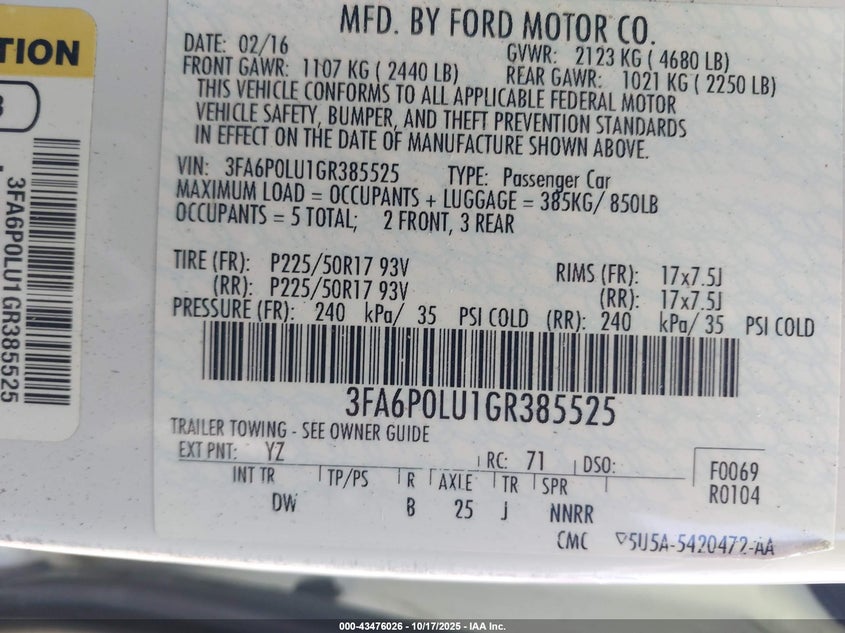 TION
3
3FA6P0LU1GR385525
MFD. BY FORD MOTOR CO.
DATE: 02/16 GVWR: 2123 KG ( 4680 LB)
FRONT GAWR: 1107 KG ( 2440 LB) REAR GAWR: 1021 KG ( 2250 LB)
THIS VEHICLE CONFORMS TO ALL APPLICABLE FEDERAL MOTOR
VEHICLE SAFETY, BUMPER, AND THEFT PREVENTION STANDARDS
IN EFFECT ON THE DATE OF MANUFACTURE SHOWN ABOVE.
VIN: 3FA6P0LU1GR385525 TYPE: Passenger Car
MAXIMUM LOAD = OCCUPANTS + LUGGAGE = 385KG/ 850LB
OCCUPANTS = 5 TOTAL; 2 FRONT, 3 REAR
TIRE (FR): P225/50R17 93V RIMS (FR): 17x7.5J
(RR): P225/50R17 93V (RR): 17x7.5J
PRESSURE (FR): 240 kPa/ 35 PSI COLD (RR): 240 kPa/ 35 PSI COLD
3FA6P0LU1GR385525
TRAILER TOWING - SEE OWNER GUIDE
EXT PNT: YZ RC: 71 DSO: F0069
INT TR TP/PS R AXLE TR SPR R0104
DW B 25 J NNRR
CMC 5U5A-5420472-AA
000-43476026 - 10/17/2025 - IAA Inc.